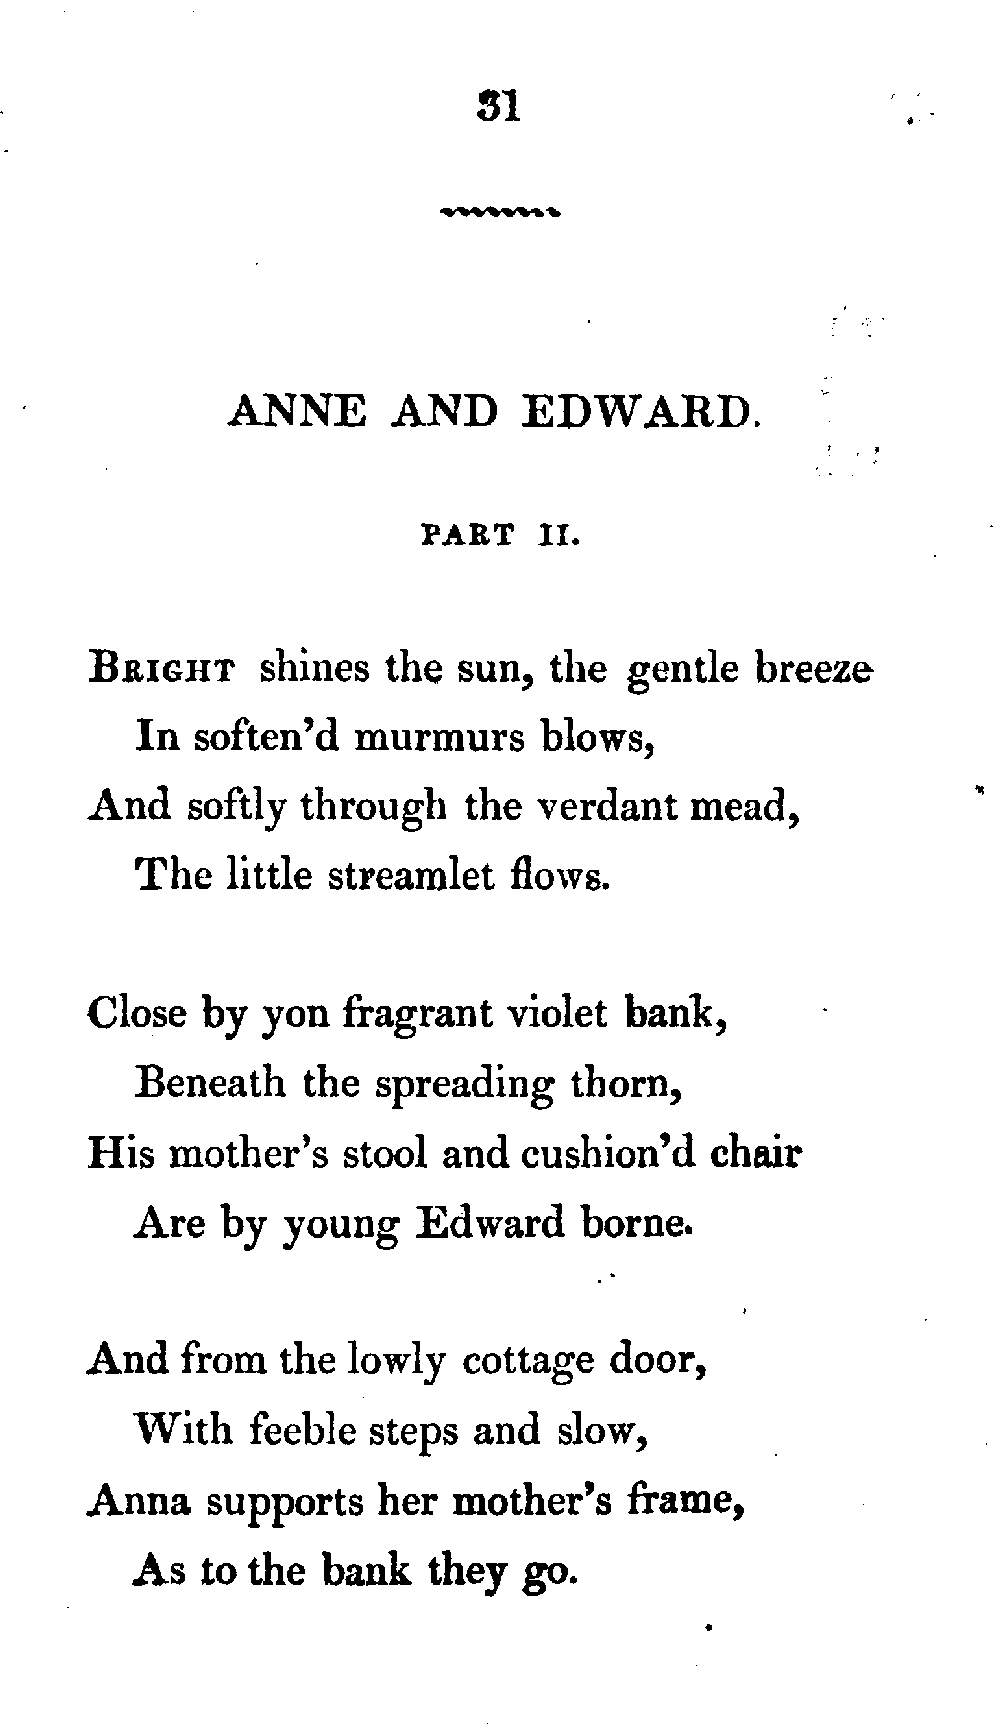 31
ANNE AND EDWARD.
PART II.
BRIGHT shines the sun, the gentle breeze
In soften'd murmurs blows,
And softly through the verdant mead,
The little streamlet flows.
Close by yon fragrant violet bank,
Beneath the spreading thorn,
His mother's stool and cushion'd chair
Are by young Edward borne.
And from the lowly cottage door,
With feeble steps and slow,
Anna supports her mother's frame,
As to the bank they go.